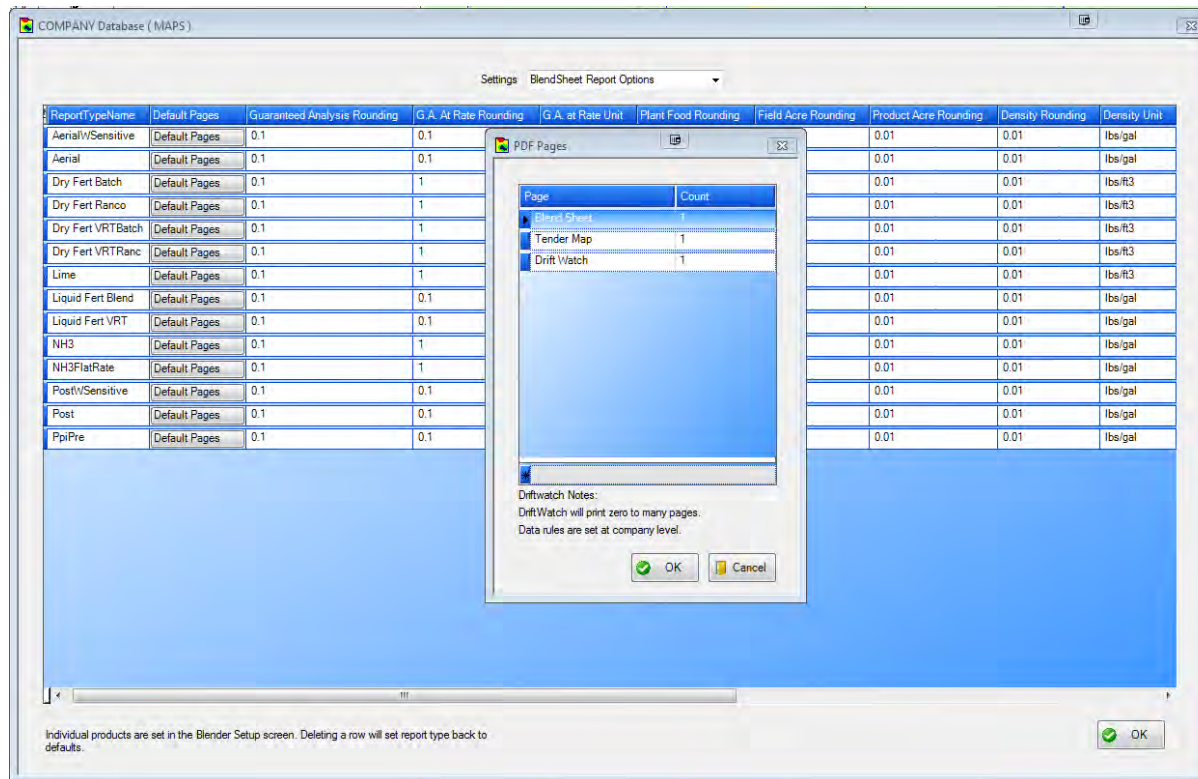 COMPANY Database ( MAPS )
Settings BlendSheet Report Options
ReportTypeName Default Pages Guaranteed Analysis Rounding G.A. At Rate Rounding G.A. at Rate Unit Plant Food Rounding Field Acre Rounding Product Acre Rounding Density Rounding Density Unit
AerialWSensitive Default Pages 0.1 0.1 0.01 0.01 lbs/gal
Aerial Default Pages 0.1 0.1 0.01 0.01 lbs/gal
Dry Fert Batch Default Pages 0.1 1 0.01 0.01 lbs/ft3
Dry Fert Ranco Default Pages 0.1 1 0.01 0.01 lbs/ft3
Dry Fert VRTBatch Default Pages 0.1 1 0.01 0.01 lbs/ft3
Dry Fert VRTRanc Default Pages 0.1 1 0.01 0.01 lbs/ft3
Lime Default Pages 0.1 1 0.01 0.01 lbs/ft3
Liquid Fert Blend Default Pages 0.1 0.1 0.01 0.01 lbs/gal
Liquid Fert VRT Default Pages 0.1 0.1 0.01 0.01 lbs/gal
NH3 Default Pages 0.1 1 0.01 0.01 lbs/gal
NH3FlatRate Default Pages 0.1 1 0.01 0.01 lbs/gal
PostWSensitive Default Pages 0.1 0.1 0.01 0.01 lbs/gal
Post Default Pages 0.1 0.1 0.01 0.01 lbs/gal
PpiPre Default Pages 0.1 0.1 0.01 0.01 lbs/gal
PDF Pages
Page Count
Blend Sheet 1
Tender Map 1
Drift Watch 1
Driftwatch Notes:
DriftWatch will print zero to many pages.
Data rules are set at company level.
OK Cancel
Individual products are set in the Blender Setup screen. Deleting a row will set report type back to
defaults.
OK